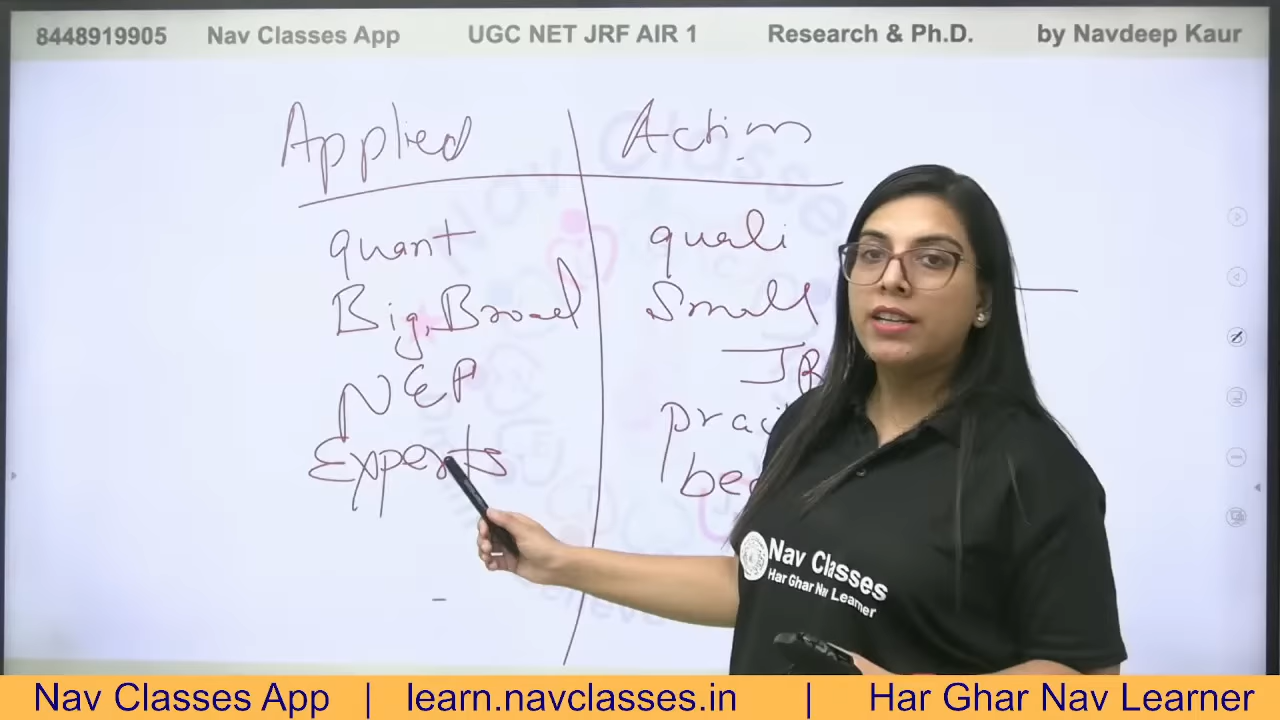 8448919905 Nav Classes App UGC NET JRF AIR 1 Research & Ph.D. by Navdeep Kaur
Applied Action
quant quali
Big, Broad Small
NEP
Experts
Nav Classes
Har Ghar Nav Learner
Nav Classes App | learn.navclasses.in | Har Ghar Nav Learner